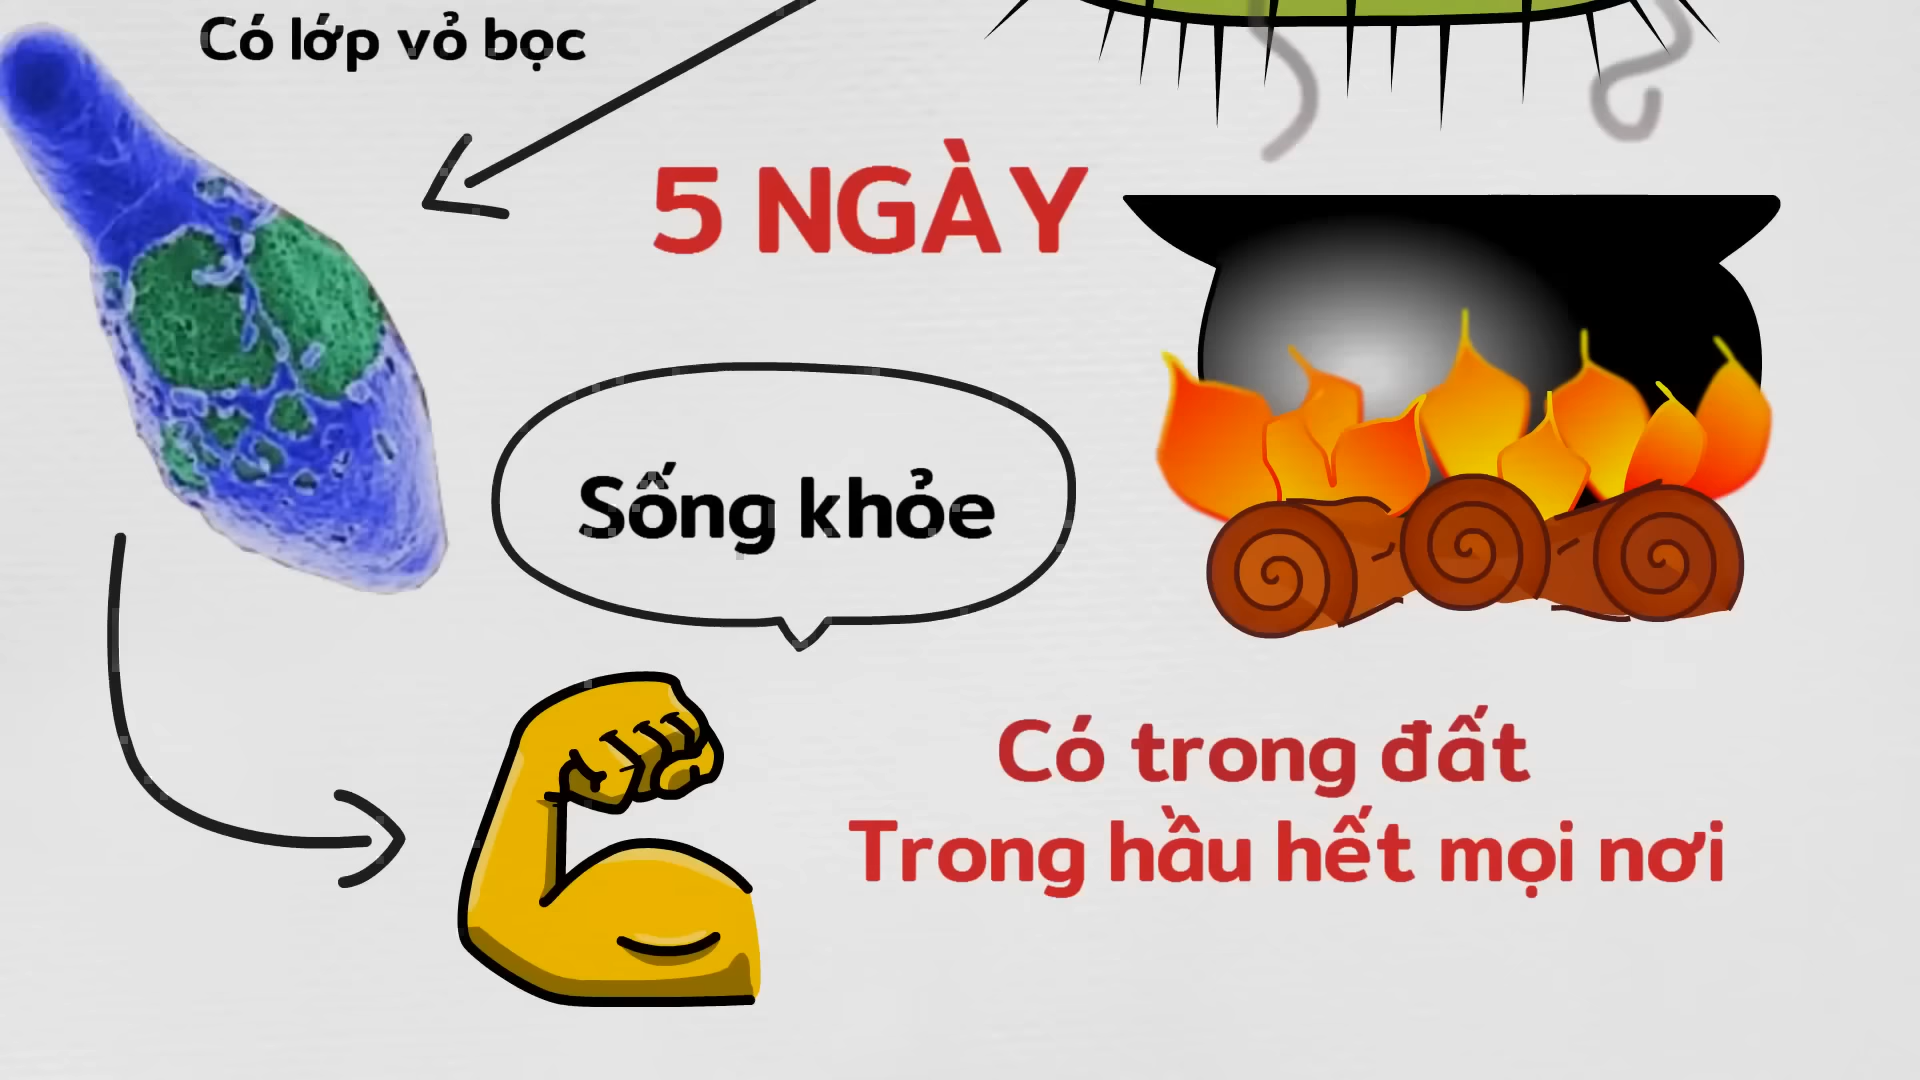 Có lớp vỏ bọc
5 NGÀY
Sống khỏe
Có trong đất
Trong hầu hết mọi nơi